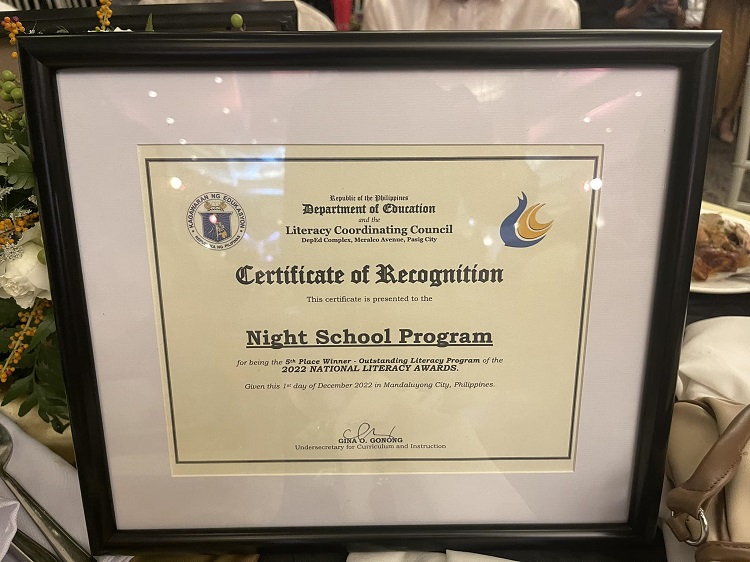 Republic of the Philippines
Department of Education
and the
Literacy Coordinating Council
DepEd Complex, Meralco Avenue, Pasig City
KAGAWARAN NG EDUKASYON
Certificate of Recognition
This certificate is presented to the
Night School Program
for being the 5th Place Winner - Outstanding Literacy Program of the
2022 NATIONAL LITERACY AWARDS.
Given this 1st day of December 2022 in Mandaluyong City, Philippines.
GINA O. GONONG
Undersecretary for Curriculum and Instruction